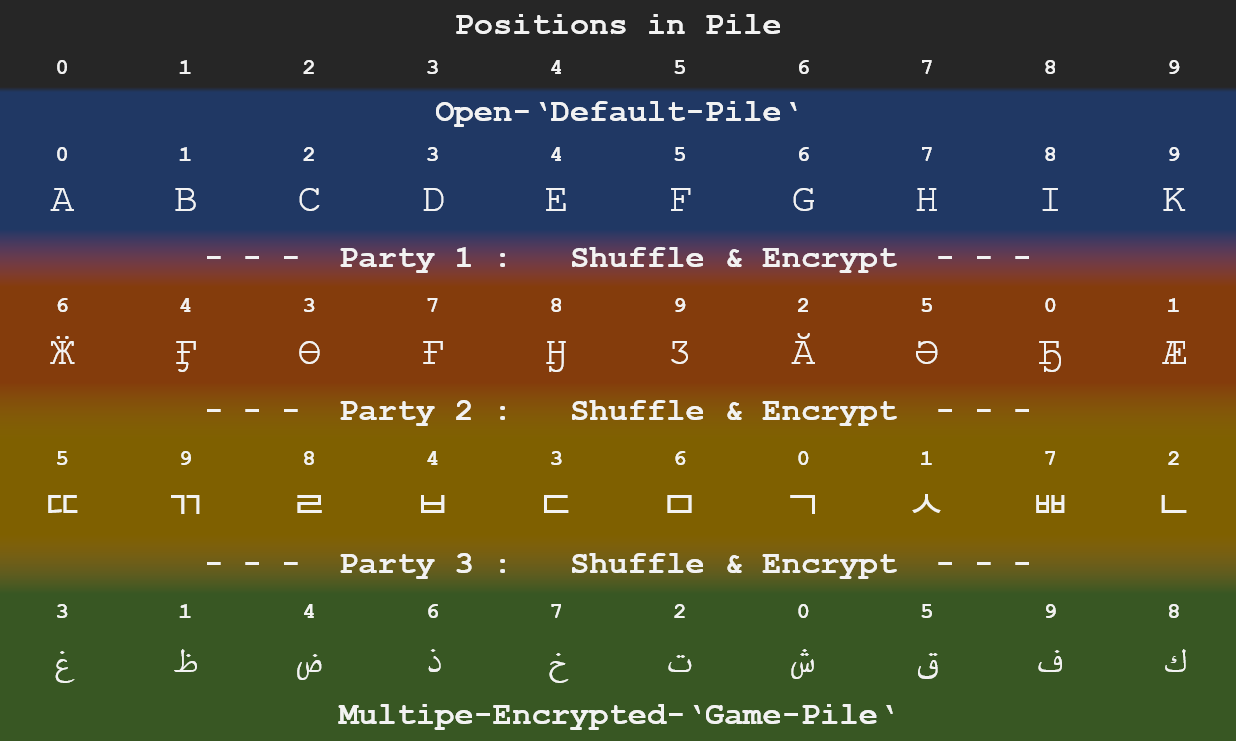 Positions in Pile
0 1 2 3 4 5 6 7 8 9
Open-‘Default-Pile‘
0 1 2 3 4 5 6 7 8 9
A B C D E F G H I K
- - - Party 1 : Shuffle & Encrypt - - -
6 4 3 7 8 9 2 5 0 1
Ӝ Ӻ Ѳ Ғ Ӈ Ʒ Ӑ Ә Ҕ Ӕ
- - - Party 2 : Shuffle & Encrypt - - -
5 9 8 4 3 6 0 1 7 2
ㄸ ㄲ ㄹ ㅂ ㄷ ㅁ ㄱ ㅅ ㅃ ㄴ
- - - Party 3 : Shuffle & Encrypt - - -
3 1 4 6 7 2 0 5 9 8
غ ظ ض ذ خ ت ش ق ف ك
Multipe-Encrypted-‘Game-Pile‘